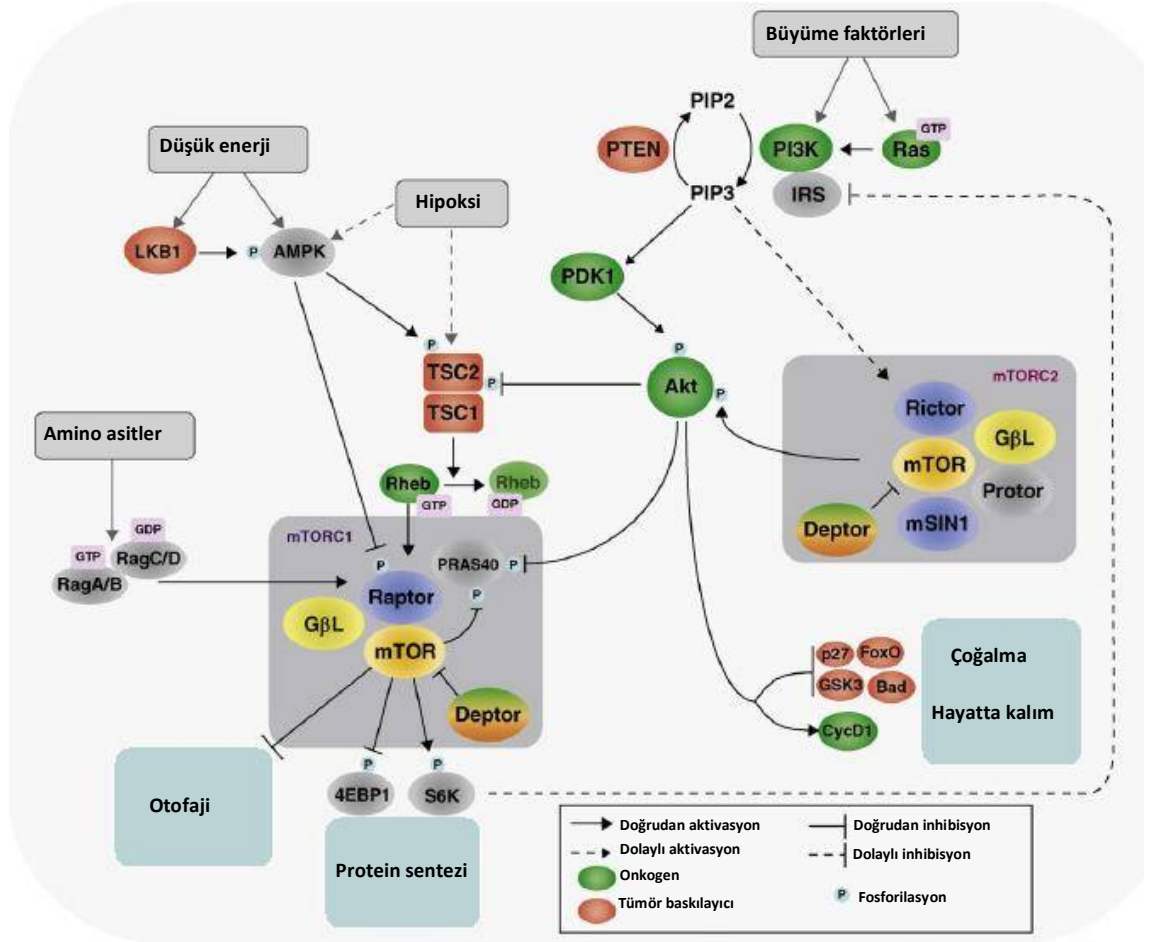 Büyüme faktörleri
PIP2
GTP
PTEN
PI3K
Ras
Düşük enerji
PIP3
IRS
Hipoksi
LKB1
P
AMPK
PDK1
P
P
TSC2
P
Akt
P
mTORC2
TSC1
Rictor
Amino asitler
GβL
mTOR
Rheb
Rheb
Protor
GTP
GDP
mSIN1
Deptor
GDP
mTORC1
GTP
RagC/D
P
PRAS40
P
RagA/B
Raptor
P
GβL
mTOR
p27
FoxO
Çoğalma
GSK3
Bad
Deptor
Hayatta kalım
CycD1
P
P
4EBP1
S6K
Otofaji
Doğrudan aktivasyon
Doğrudan inhibisyon
Dolaylı aktivasyon
Dolaylı inhibisyon
Protein sentezi
Onkogen
P
Fosforilasyon
Tümör baskılayıcı